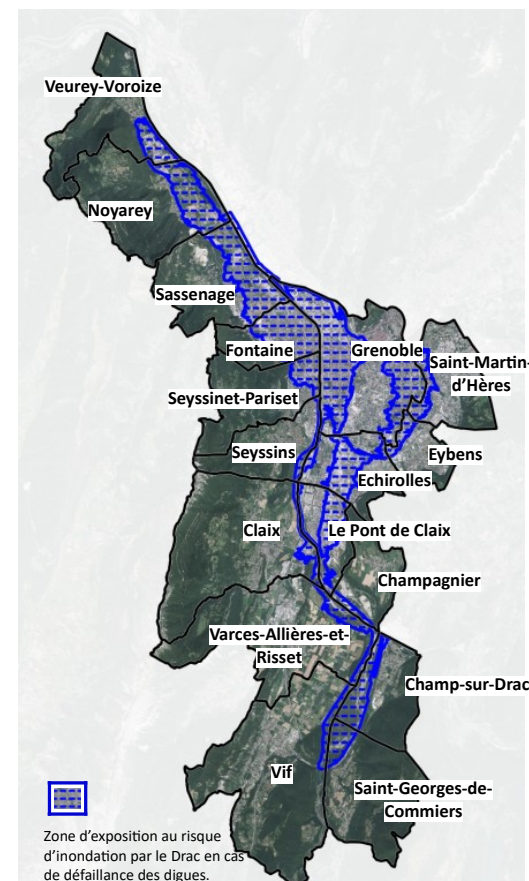 Veurey-Voroize
Noyarey
Sassenage
Fontaine
Grenoble
Saint-Martin-
d’Hères
Seyssinet-Pariset
Seyssins
Eybens
Echirolles
Claix
Le Pont de Claix
Champagnier
Varces-Allières-et-
Risset
Champ-sur-Drac
Vif
Saint-Georges-de-
Commiers
Zone d’exposition au risque
d’inondation par le Drac en cas
de défaillance des digues.